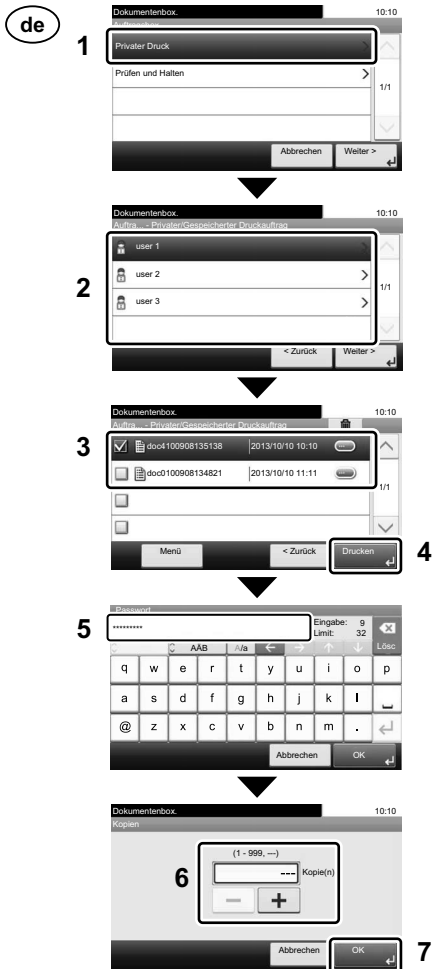 de
Dokumentenbox. 10:10
Auftragsbox
1
Privater Druck
Prüfen und Halten
1/1
Abbrechen Weiter >
Dokumentenbox. 10:10
Auftra... - Privater/Gespeicherter Druckauftrag
user 1
2
user 2
user 3
1/1
< Zurück Weiter >
Dokumentenbox. 10:10
Auftra... - Privater/Gespeicherter Druckauftrag
3
doc4100908135138 2013/10/10 10:10
doc0100908134821 2013/10/10 11:11
1/1
Menü < Zurück Drucken
4
Passwort
5
********* Eingabe: 9
Limit: 32
AÄB A/a Lösc
q w e r t y u i o p
a s d f g h j k l
@ z x c v b n m .
Abbrechen OK
Dokumentenbox. 10:10
Kopien
(1 - 999, ---)
6
--- Kopie(n)
Abbrechen OK
7